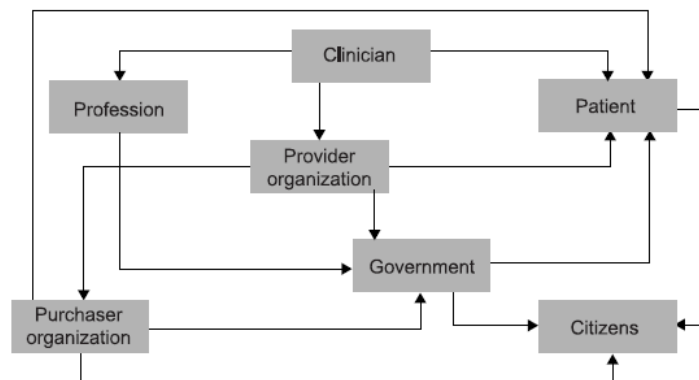 Clinician
Profession
Patient
Provider
organization
Government
Purchaser
organization
Citizens